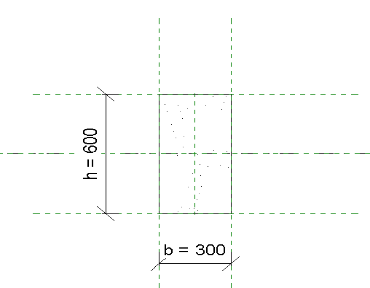 h = 600
b = 300